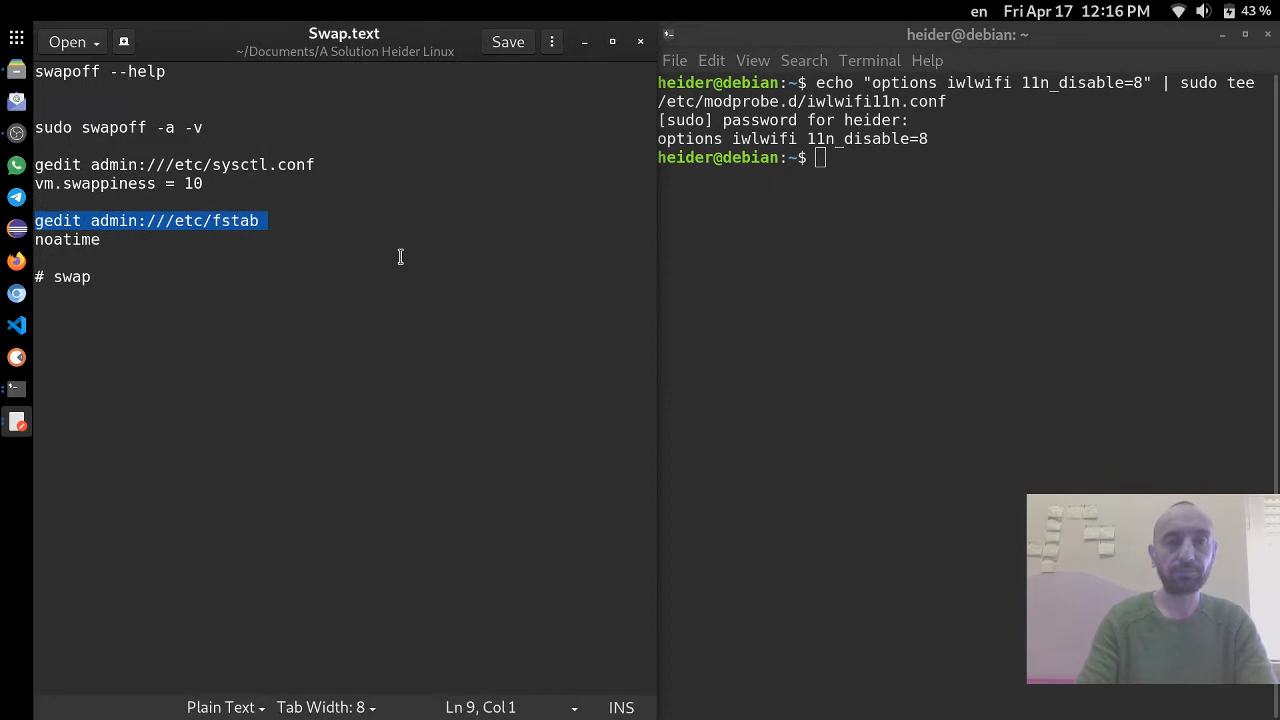 en
Fri Apr 17 12:16 PM
43 %
Open
Swap.text
~/Documents/A Solution Heider Linux
Save
swapoff --help
sudo swapoff -a -v
gedit admin:///etc/sysctl.conf
vm.swappiness = 10
gedit admin:///etc/fstab
noatime
# swap
Plain Text
Tab Width: 8
Ln 9, Col 1
INS
heider@debian: ~
File Edit View Search Terminal Help
heider@debian:~$ echo "options iwlwifi 11n_disable=8" | sudo tee
/etc/modprobe.d/iwlwifi11n.conf
[sudo] password for heider:
options iwlwifi 11n_disable=8
heider@debian:~$